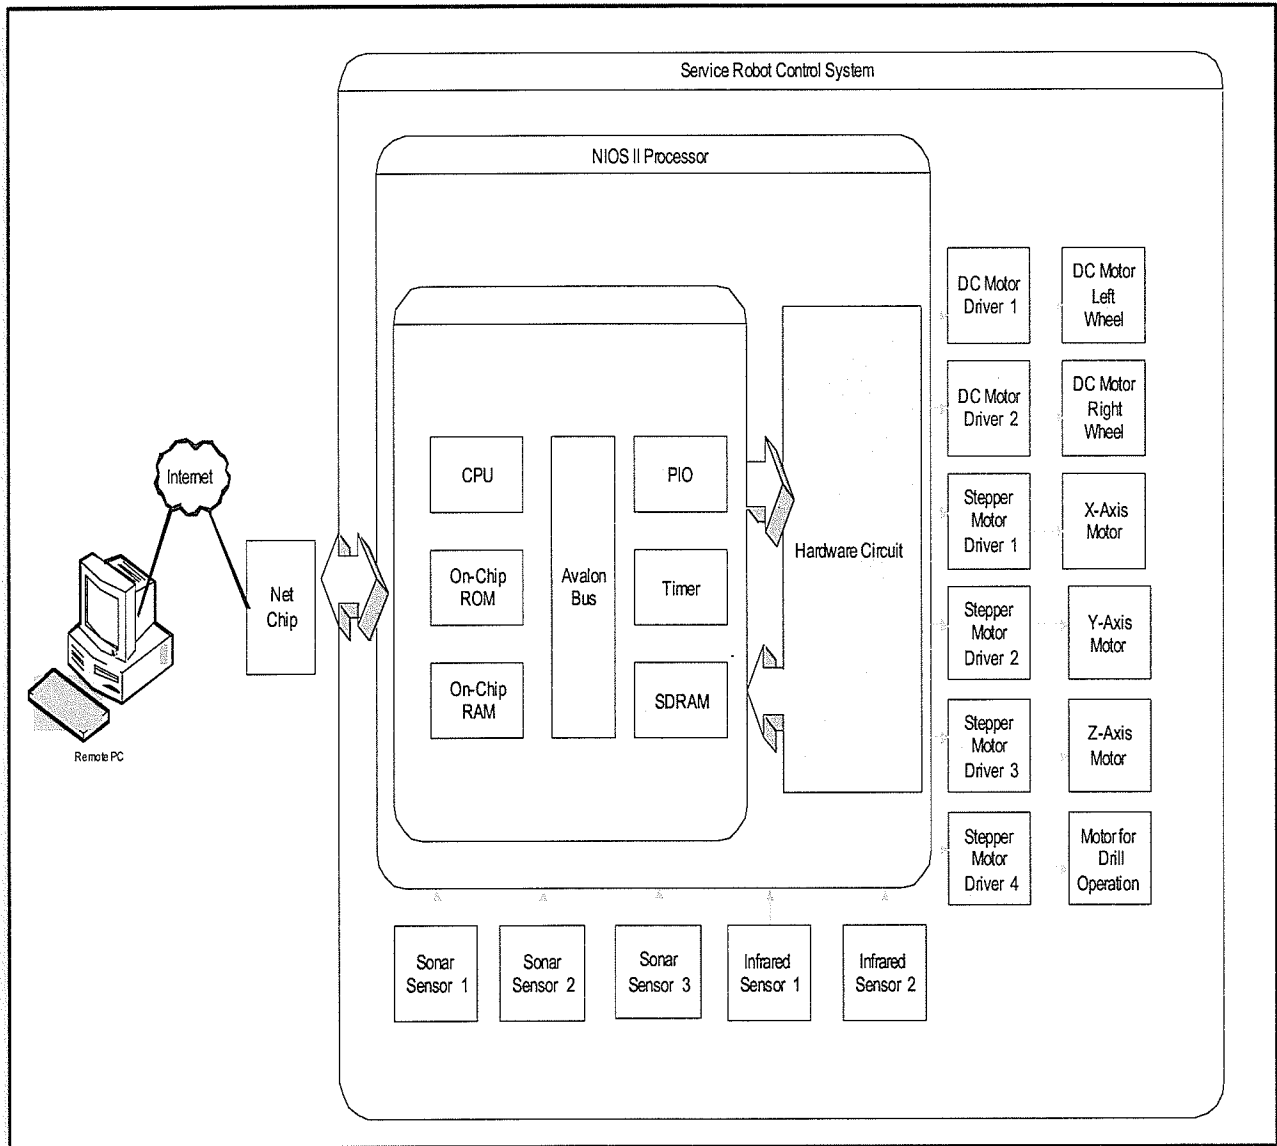 Service Robot Control System
NIOS II Processor
DC Motor
Driver 1
DC Motor
Left
Wheel
DC Motor
Driver 2
DC Motor
Right
Wheel
Internet
CPU
PIO
Stepper
Motor
Driver 1
X-Axis
Motor
Net
Chip
On-Chip
ROM
Avalon
Bus
Timer
Hardware Circuit
Stepper
Motor
Driver 2
Y-Axis
Motor
On-Chip
RAM
SDRAM
Stepper
Motor
Driver 3
Z-Axis
Motor
Remote PC
Stepper
Motor
Driver 4
Motor for
Drill
Operation
Sonar
Sensor 1
Sonar
Sensor 2
Sonar
Sensor 3
Infrared
Sensor 1
Infrared
Sensor 2